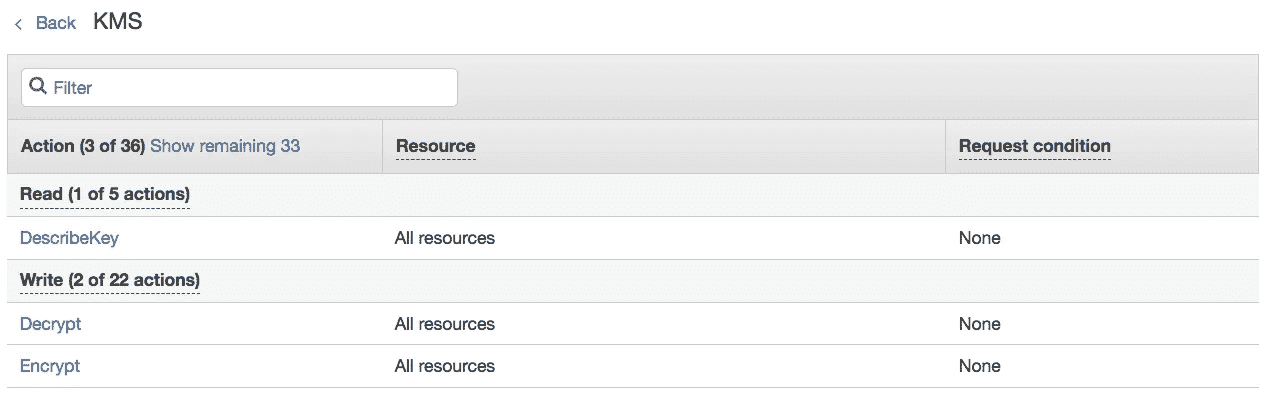 Back KMS
Filter
Action (3 of 36) Show remaining 33 Resource Request condition
Read (1 of 5 actions)
DescribeKey All resources None
Write (2 of 22 actions)
Decrypt All resources None
Encrypt All resources None